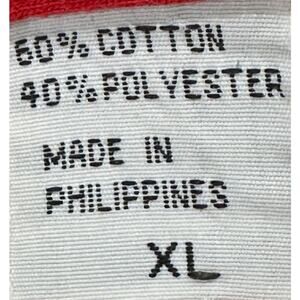 60% COTTON
40% POLYESTER
MADE IN
PHILIPPINES
XL